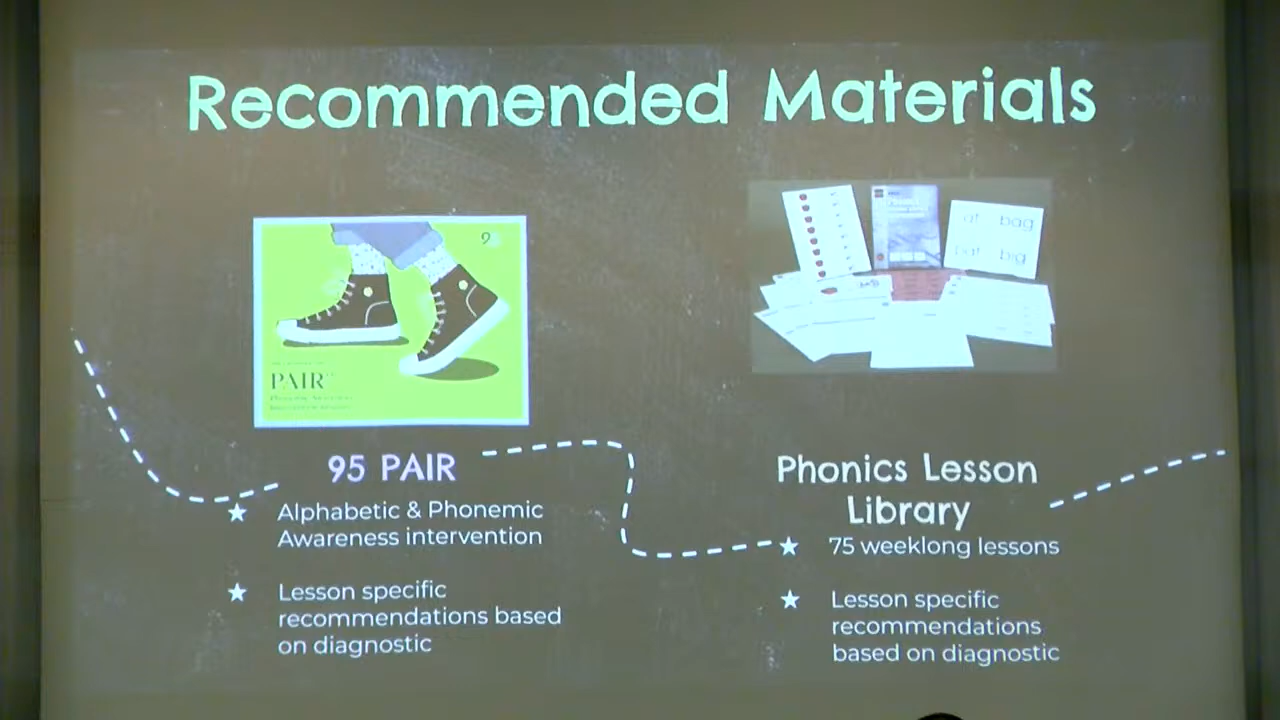 Recommended Materials
9
PAIR
at bag
bat big
95 PAIR
Alphabetic & Phonemic
Awareness intervention
Lesson specific
recommendations based
on diagnostic
Phonics Lesson
Library
75 weeklong lessons
Lesson specific
recommendations
based on diagnostic